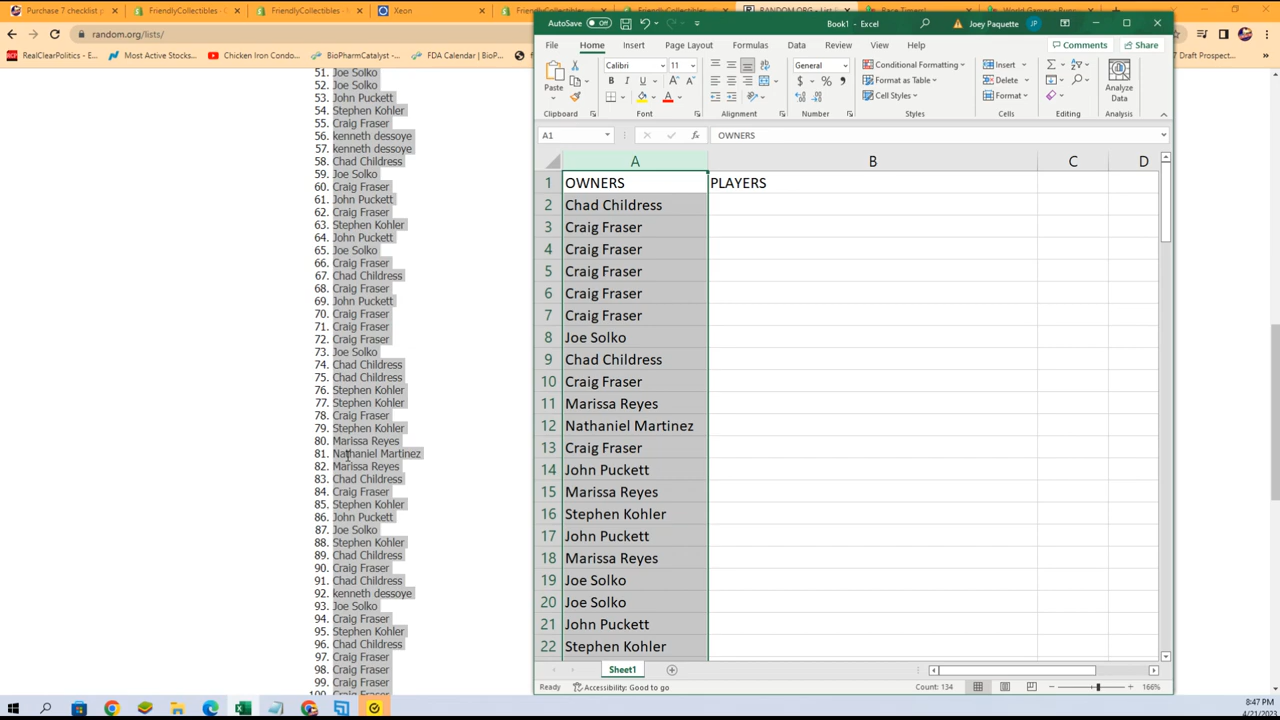 Purchase 7 checklist p
FriendlyCollectibles
FriendlyCollectibles
Xeon
FriendlyCollectibles
FriendlyCollectibles
RANDOM.ORG - List
random.org/lists/
RealClearPolitics - E...
Most Active Stocks...
Chicken Iron Condo...
BioPharmCatalyst -...
FDA Calendar | BioP...
Draft Prospect...
51. Joe Solko
52. Joe Solko
53. John Puckett
54. Stephen Kohler
55. Craig Fraser
56. kenneth dessoye
57. kenneth dessoye
58. Chad Childress
59. Joe Solko
60. Craig Fraser
61. John Puckett
62. Craig Fraser
63. Stephen Kohler
64. John Puckett
65. Joe Solko
66. Craig Fraser
67. Chad Childress
68. Craig Fraser
69. John Puckett
70. Craig Fraser
71. Craig Fraser
72. Craig Fraser
73. Joe Solko
74. Chad Childress
75. Chad Childress
76. Stephen Kohler
77. Stephen Kohler
78. Craig Fraser
79. Stephen Kohler
80. Marissa Reyes
81. Nathaniel Martinez
82. Marissa Reyes
83. Chad Childress
84. Craig Fraser
85. Stephen Kohler
86. John Puckett
87. Joe Solko
88. Stephen Kohler
89. Chad Childress
90. Craig Fraser
91. Chad Childress
92. kenneth dessoye
93. Joe Solko
94. Craig Fraser
95. Stephen Kohler
96. Chad Childress
97. Craig Fraser
98. Craig Fraser
99. Craig Fraser
100. Craig Fraser
AutoSave Off Book1 - Excel Joey Paquette JP
File Home Insert Page Layout Formulas Data Review View Help Comments Share
Paste
Calibri 11
General
Conditional Formatting
Format as Table
Cell Styles
Insert
Delete
Format
Analyze
Data
Clipboard Font Alignment Number Styles Cells Editing Analysis
A1 fx OWNERS
A B C D
1 OWNERS PLAYERS
2 Chad Childress
3 Craig Fraser
4 Craig Fraser
5 Craig Fraser
6 Craig Fraser
7 Craig Fraser
8 Joe Solko
9 Chad Childress
10 Craig Fraser
11 Marissa Reyes
12 Nathaniel Martinez
13 Craig Fraser
14 John Puckett
15 Marissa Reyes
16 Stephen Kohler
17 John Puckett
18 Marissa Reyes
19 Joe Solko
20 Joe Solko
21 John Puckett
22 Stephen Kohler
Sheet1
Ready Accessibility: Good to go Count: 134 166%
8:47 PM
4/21/2023